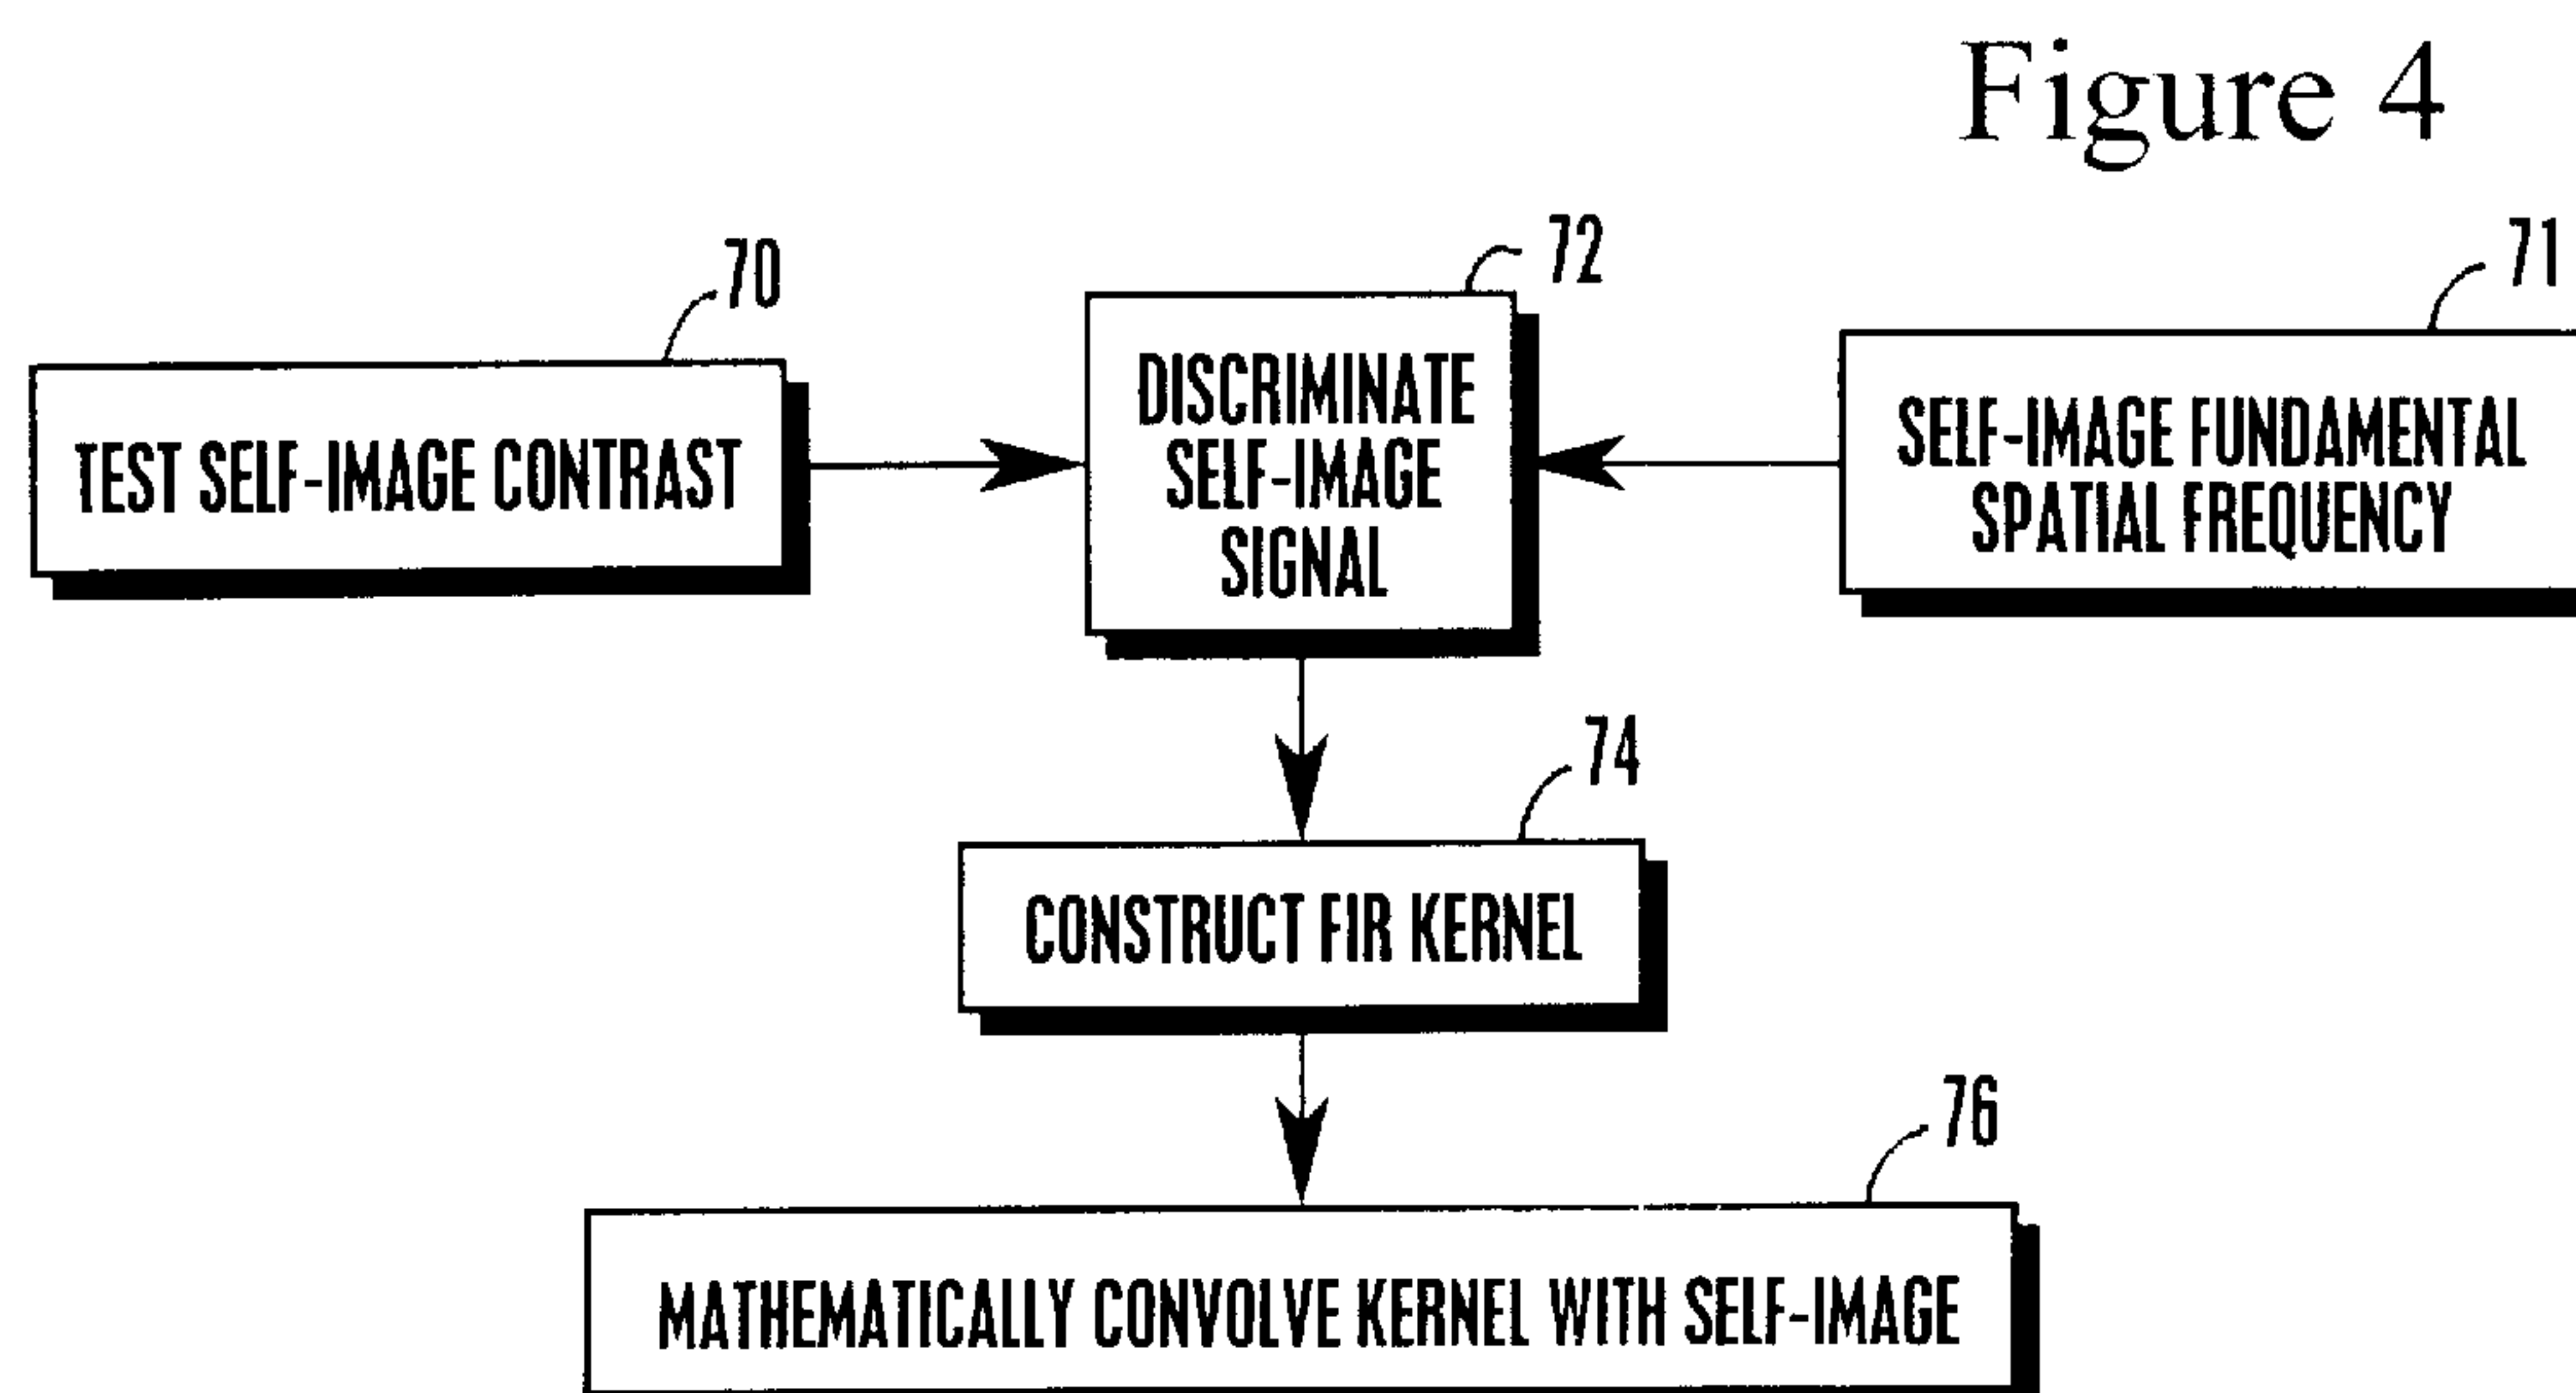 Figure 4
70
TEST SELF-IMAGE CONTRAST
72
DISCRIMINATE
SELF-IMAGE
SIGNAL
71
SELF-IMAGE FUNDAMENTAL
SPATIAL FREQUENCY
74
CONSTRUCT FIR KERNEL
76
MATHEMATICALLY CONVOLVE KERNEL WITH SELF-IMAGE